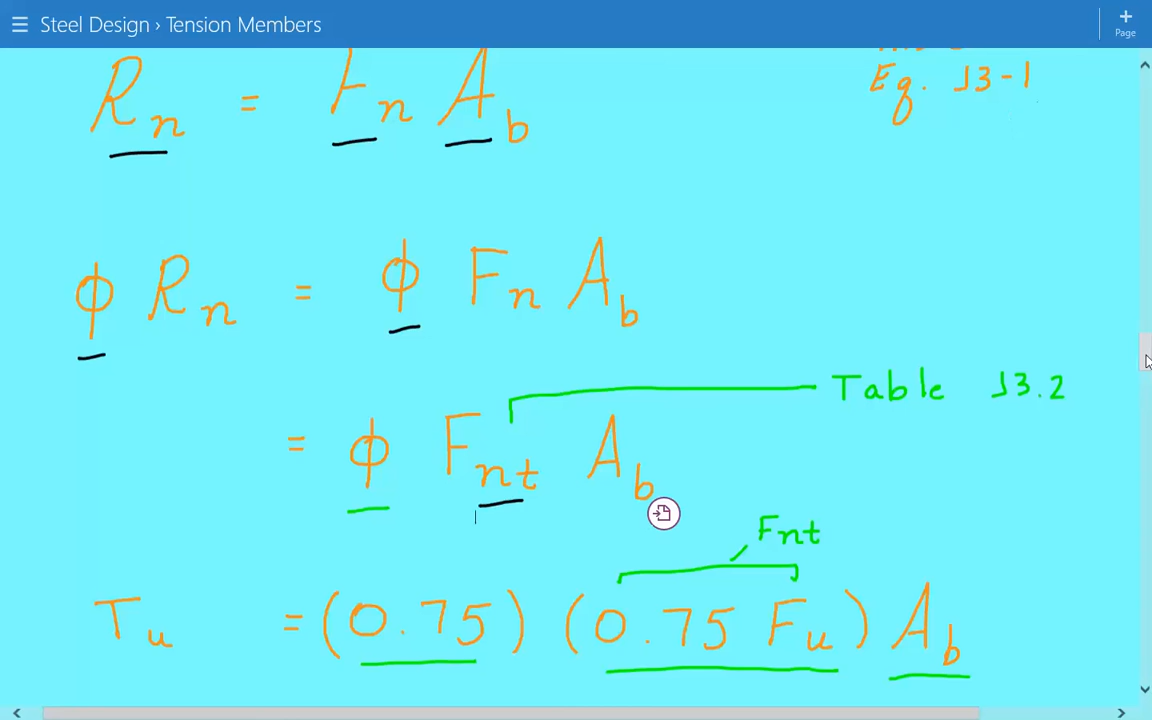 Steel Design › Tension Members
Page
Rn = Fn Ab
Eq. J3-1
ϕ Rn = ϕ Fn Ab
Table J3.2
= ϕ Fnt Ab
Fnt
Tu = (0.75) (0.75 Fu) Ab